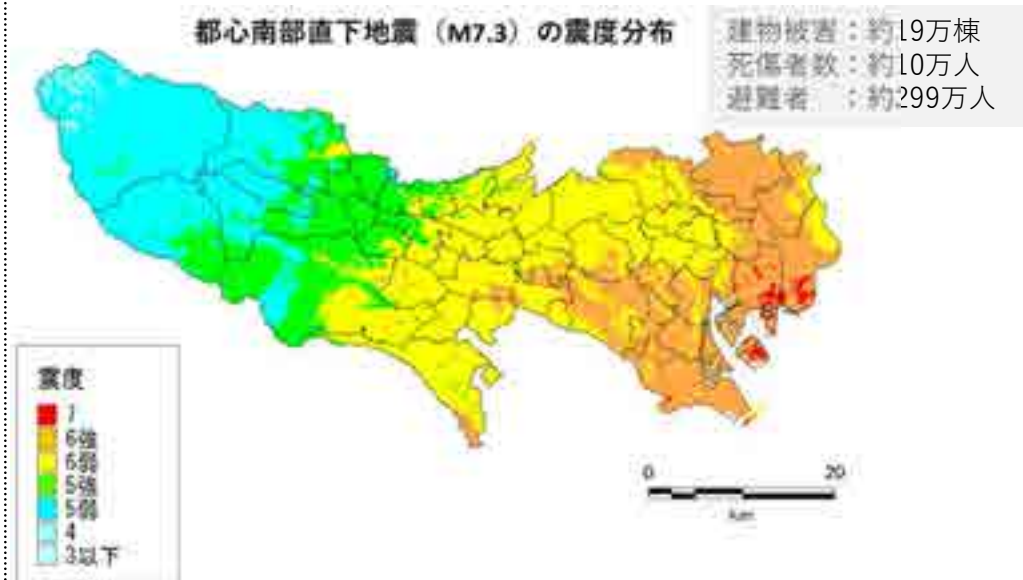 都心南部直下地震（M7.3）の震度分布
建物被害：約19万棟
死傷者数：約10万人
避難者　：約299万人
震度
7
6強
6弱
5強
5弱
4
3以下
0 20
km